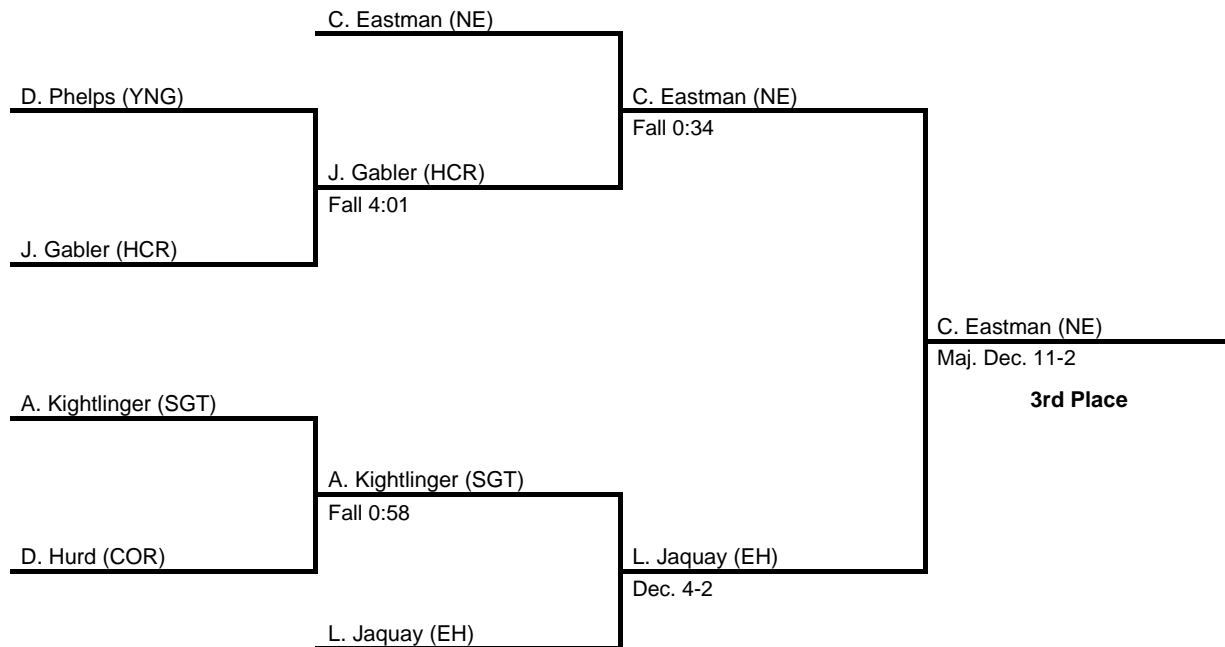 C. Eastman (NE)
D. Phelps (YNG)
C. Eastman (NE)
Fall 0:34
J. Gabler (HCR)
Fall 4:01
J. Gabler (HCR)
C. Eastman (NE)
Maj. Dec. 11-2
3rd Place
A. Kightlinger (SGT)
A. Kightlinger (SGT)
Fall 0:58
D. Hurd (COR)
L. Jaquay (EH)
Dec. 4-2
L. Jaquay (EH)